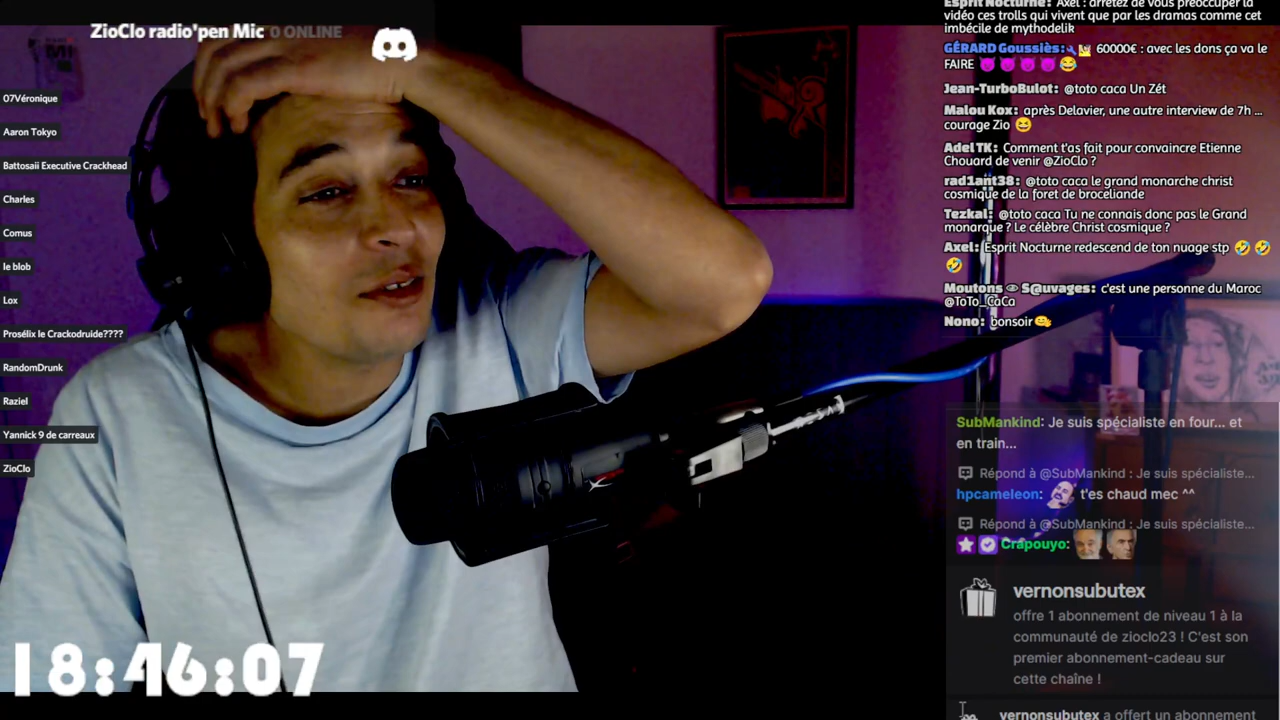 ZioClo radio'pen Mic 0 ONLINE
07Véronique
Aaron Tokyo
Battosaii Executive Crackhead
Charles
Comus
le blob
Lox
Prosélix le Crackodruide????
RandomDrunk
Raziel
Yannick 9 de carreaux
ZioClo
18:46:07
Esprit Nocturne: Axel : arrêtez de vous préoccuper la
vidéo ces trolls qui vivent que par les dramas comme cet
imbécile de mythodelik
GÉRARD Goussiès: 60000€ : avec les dons ça va le
FAIRE 😈😈😈😈😂
Jean-TurboBulot: @toto caca Un Zét
Malou Kox: après Delavier, une autre interview de 7h ...
courage Zio 😆
Adel TK: Comment t'as fait pour convaincre Etienne
Chouard de venir @ZioClo ?
rad1ant38: @toto caca le grand monarche christ
cosmique de la foret de broceliande
Tezkal: @toto caca Tu ne connais donc pas le Grand
monarque ? Le célèbre Christ cosmique ?
Axel: Esprit Nocturne redescend de ton nuage stp 🤣🤣
🤣
Moutons 👁 S@uvages: c'est une personne du Maroc
@ToTo_CaCa
Nono: bonsoir
SubMankind: Je suis spécialiste en four... et
en train...
Répond à @SubMankind : Je suis spécialiste...
hpcameleon: t'es chaud mec ^^
Répond à @SubMankind : Je suis spécialiste...
Crapouyo:
vernonsubutex
offre 1 abonnement de niveau 1 à la
communauté de zioclo23 ! C'est son
premier abonnement-cadeau sur
cette chaîne !
vernonsubutex a offert un abonnement